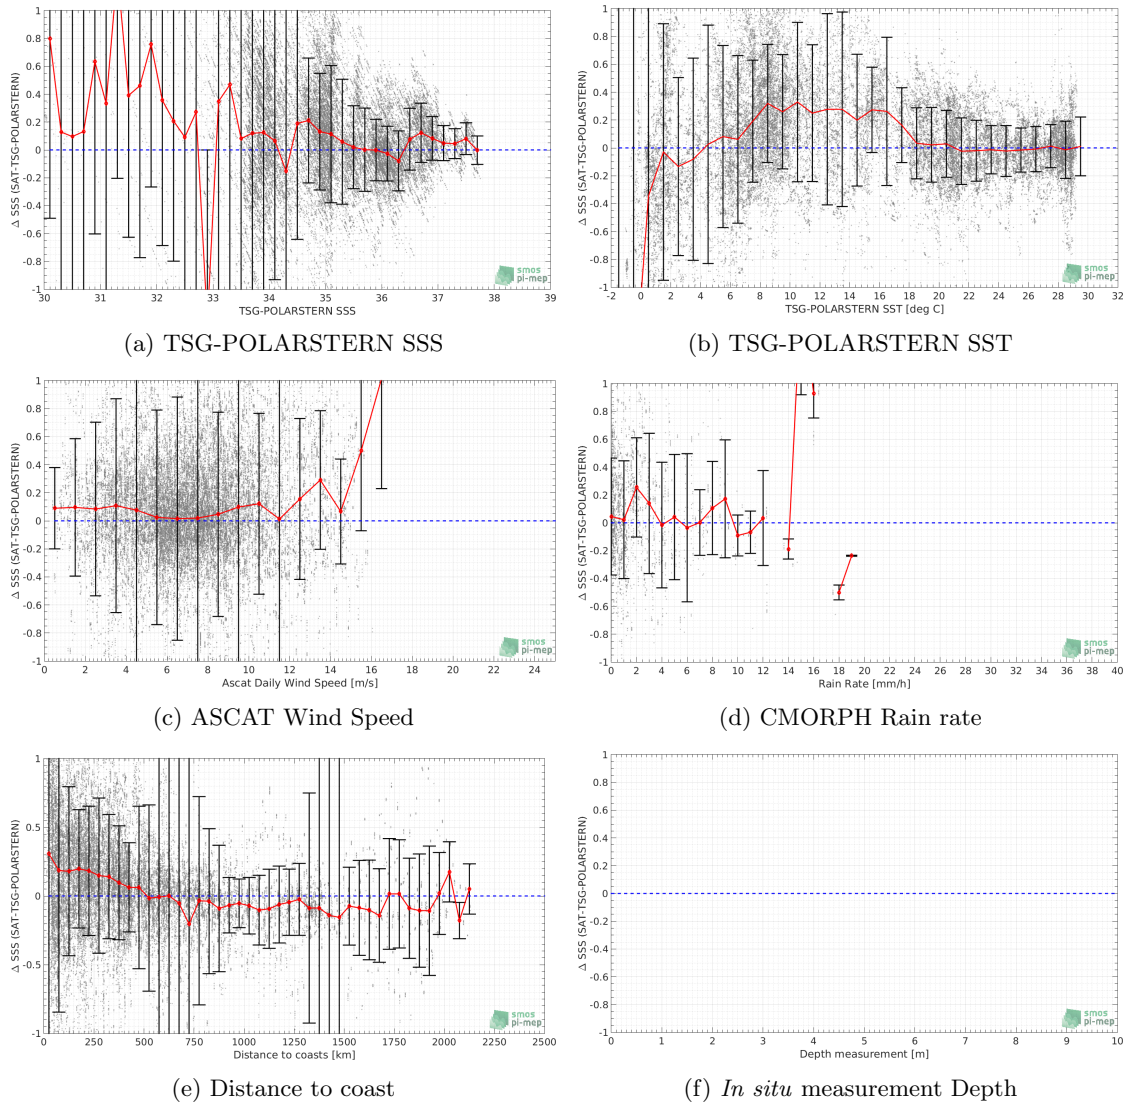 Δ SSS (SAT-TSG-POLARSTERN)
1
0.8
0.6
0.4
0.2
0
-0.2
-0.4
-0.6
-0.8
-1
30 31 32 33 34 35 36 37 38 39
TSG-POLARSTERN SSS
smos
pi-mep
(a) TSG-POLARSTERN SSS
Δ SSS (SAT-TSG-POLARSTERN)
1
0.8
0.6
0.4
0.2
0
-0.2
-0.4
-0.6
-0.8
-1
-2 0 2 4 6 8 10 12 14 16 18 20 22 24 26 28 30 32
TSG-POLARSTERN SST [deg C]
smos
pi-mep
(b) TSG-POLARSTERN SST
Δ SSS (SAT-TSG-POLARSTERN)
1
0.8
0.6
0.4
0.2
0
-0.2
-0.4
-0.6
-0.8
-1
0 2 4 6 8 10 12 14 16 18 20 22 24
Ascat Daily Wind Speed [m/s]
smos
pi-mep
(c) ASCAT Wind Speed
Δ SSS (SAT-TSG-POLARSTERN)
1
0.8
0.6
0.4
0.2
0
-0.2
-0.4
-0.6
-0.8
-1
0 2 4 6 8 10 12 14 16 18 20 22 24 26 28 30 32 34 36 38 40
Rain Rate [mm/h]
smos
pi-mep
(d) CMORPH Rain rate
Δ SSS (SAT-TSG-POLARSTERN)
1
0.5
0
-0.5
-1
0 250 500 750 1000 1250 1500 1750 2000 2250 2500
Distance to coasts [km]
smos
pi-mep
(e) Distance to coast
Δ SSS (SAT-TSG-POLARSTERN)
1
0.8
0.6
0.4
0.2
0
-0.2
-0.4
-0.6
-0.8
-1
0 1 2 3 4 5 6 7 8 9 10
Depth measurement [m]
smos
pi-mep
(f) In situ measurement Depth